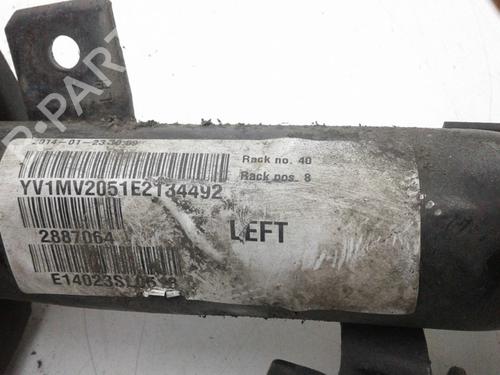 2014-01-23
Rack no. 40
Rack pos. 8
YV1MV2051E2134492
LEFT
2887064